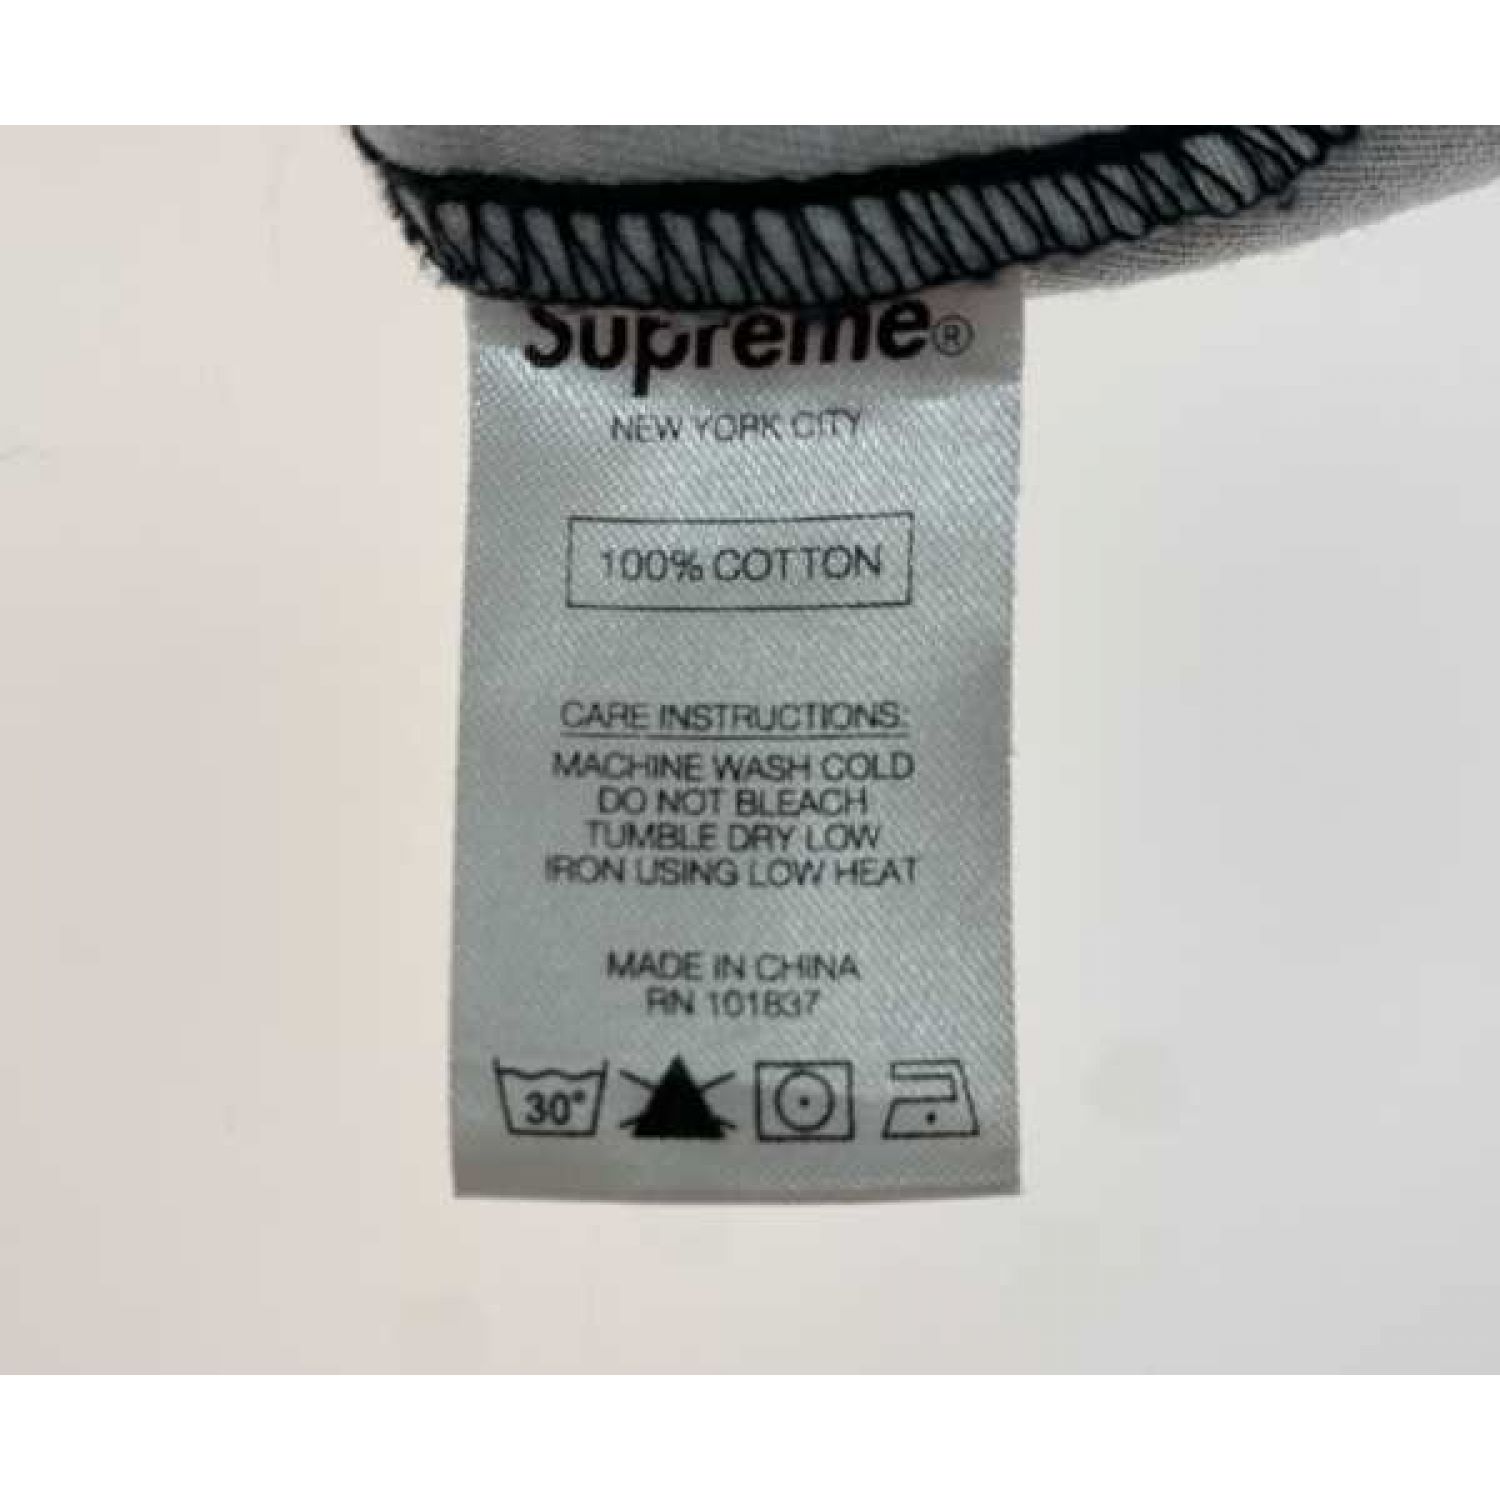 Supreme®
NEW YORK CITY
100% COTTON
CARE INSTRUCTIONS:
MACHINE WASH COLD
DO NOT BLEACH
TUMBLE DRY LOW
IRON USING LOW HEAT
MADE IN CHINA
RN 101837
30°